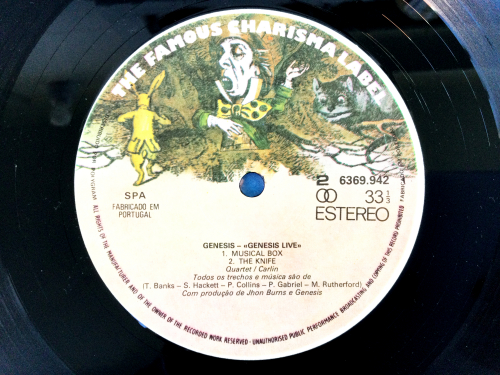 THE FAMOUS CHARISMA LABEL
SPA
FABRICADO EM
PORTUGAL
2 6369.942
33 1/3
ESTEREO
GENESIS – «GENESIS LIVE»
1. MUSICAL BOX
2. THE KNIFE
Quartet / Carlin
Todos os trechos e música são de
(T. Banks – S. Hackett – P. Collins – P. Gabriel – M. Rutherford)
Com produção de Jhon Burns e Genesis
ALL RIGHTS OF THE MANUFACTURER AND OF THE OWNER OF THE RECORDED WORK RESERVED · UNAUTHORISED PUBLIC PERFORMANCE BROADCASTING AND COPYING OF THIS RECORD PROHIBITED